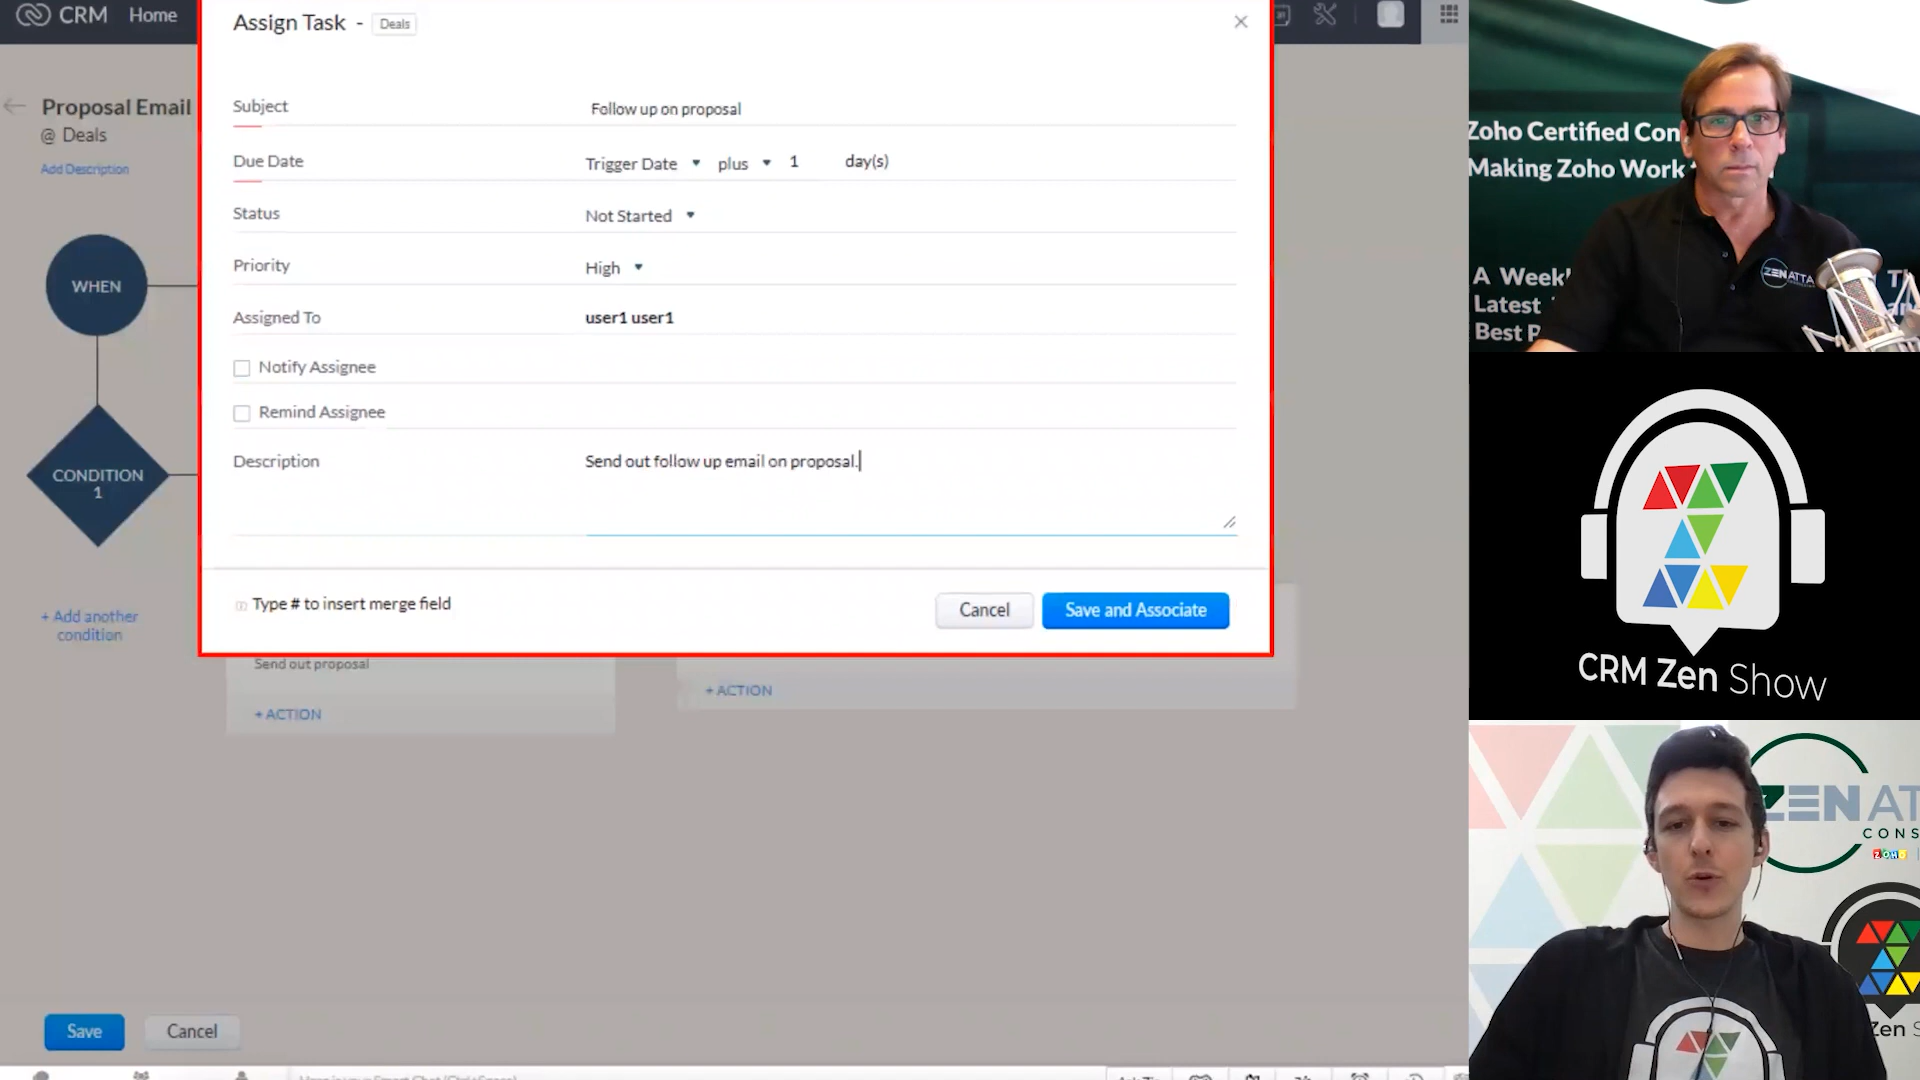 CRM Home
Assign Task - Deals
Proposal Email
@ Deals
Add Description
WHEN
CONDITION
1
+ Add another
condition
Subject Follow up on proposal
Due Date Trigger Date plus 1 day(s)
Status Not Started
Priority High
Assigned To user1 user1
Notify Assignee
Remind Assignee
Description Send out follow up email on proposal.
Type # to insert merge field
Cancel Save and Associate
Send out proposal
+ ACTION
+ ACTION
Save Cancel
Zoho Certified Con
Making Zoho Work
A Week
Latest
Best P
ZENATTA
CRM Zen Show
ZENAT
CONS
ZOHO
Zen S